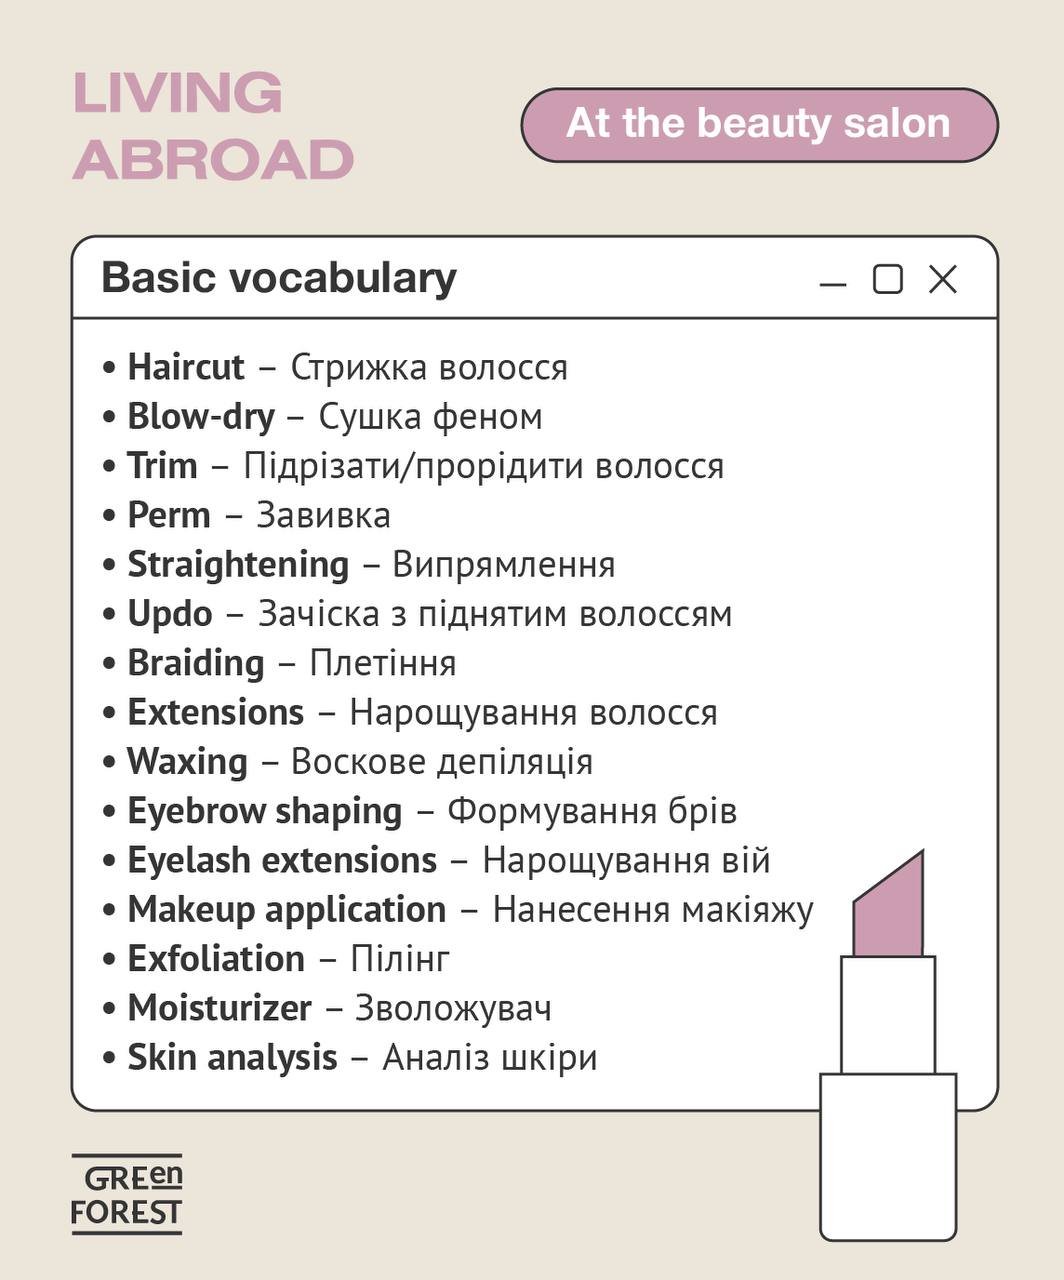 LIVING
ABROAD
At the beauty salon
Basic vocabulary
• Haircut – Стрижка волосся
• Blow-dry – Сушка феном
• Trim – Підрізати/прорідити волосся
• Perm – Завивка
• Straightening – Випрямлення
• Updo – Зачіска з піднятим волоссям
• Braiding – Плетіння
• Extensions – Нарощування волосся
• Waxing – Воскове депіляція
• Eyebrow shaping – Формування брів
• Eyelash extensions – Нарощування вій
• Makeup application – Нанесення макіяжу
• Exfoliation – Пілінг
• Moisturizer – Зволожувач
• Skin analysis – Аналіз шкіри
GREen
FOREST